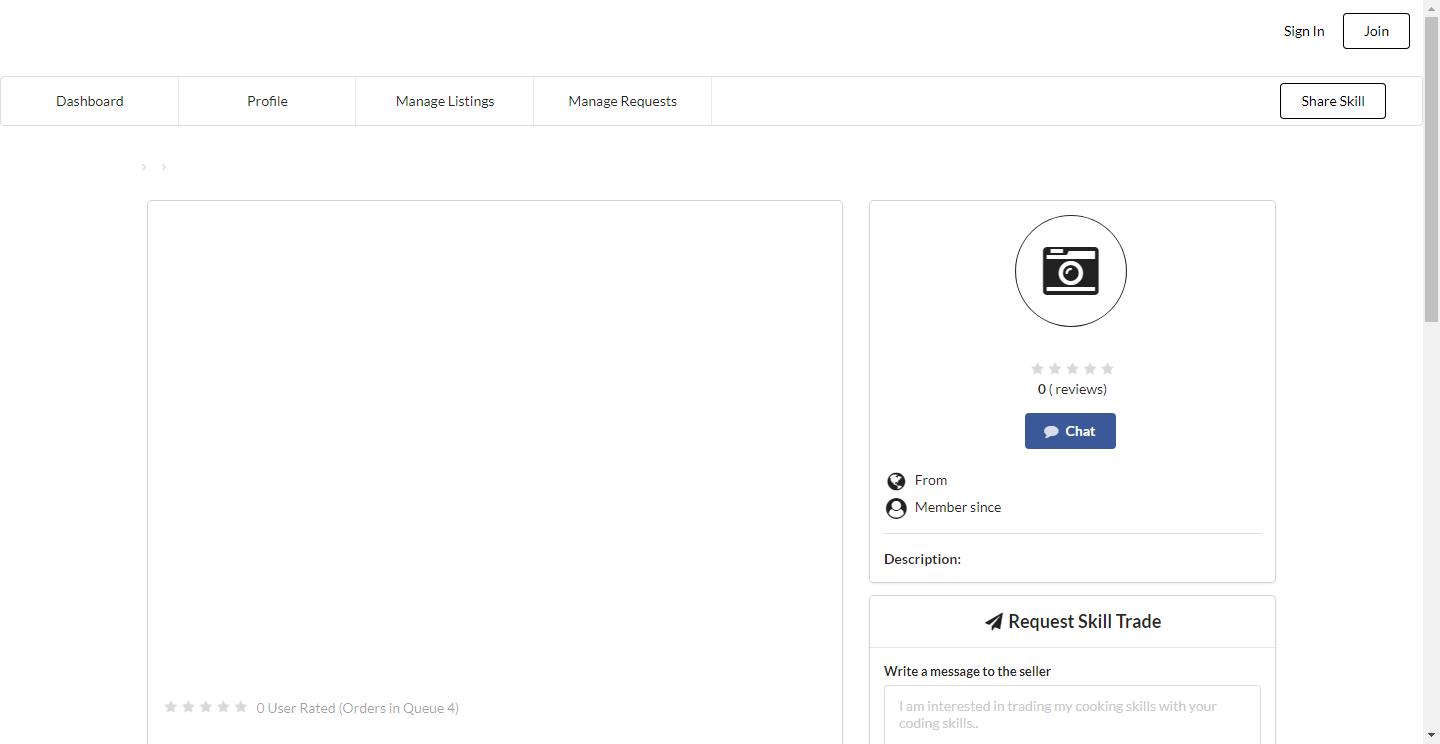 Sign In
Join
Dashboard
Profile
Manage Listings
Manage Requests
Share Skill
0 ( reviews)
Chat
From
Member since
Description:
Request Skill Trade
Write a message to the seller
I am interested in trading my cooking skills with your
coding skills..
0 User Rated (Orders in Queue 4)